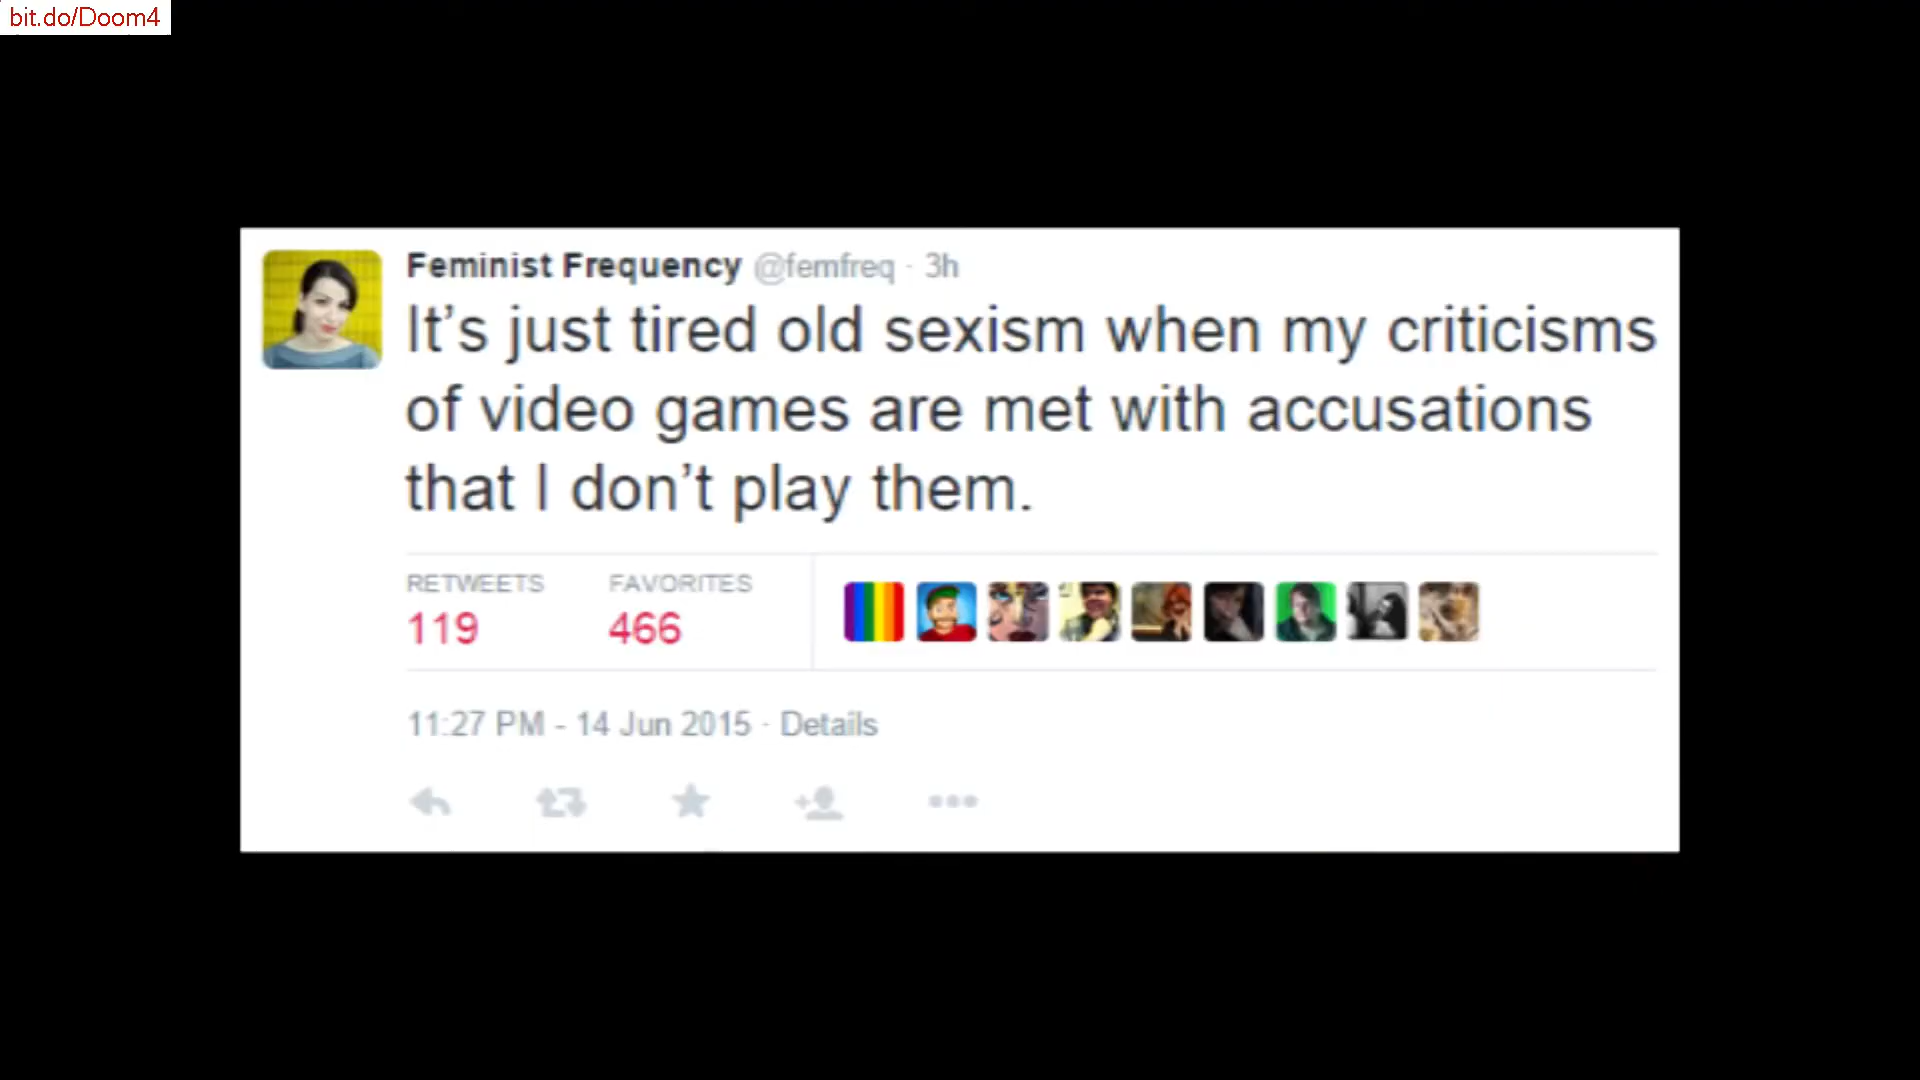 bit.do/Doom4
Feminist Frequency @femfreq · 3h
It’s just tired old sexism when my criticisms
of video games are met with accusations
that I don’t play them.
RETWEETS FAVORITES
119 466
11:27 PM - 14 Jun 2015 · Details